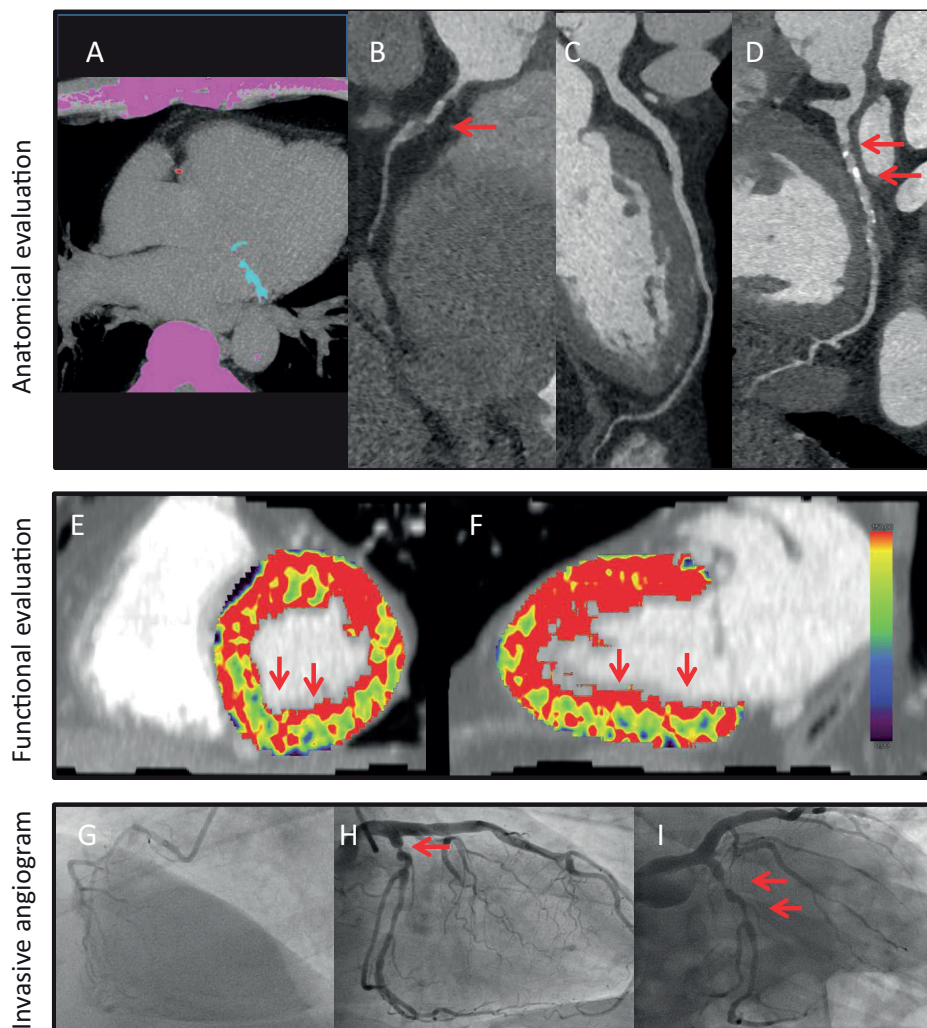 Anatomical evaluation
A
B
C
D
Functional evaluation
E
F
Invasive angiogram
G
H
I